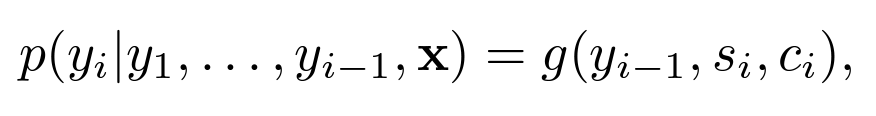 p(y_i|y_1, . . . , y_{i−1}, x) = g(y_{i−1}, s_i, c_i),